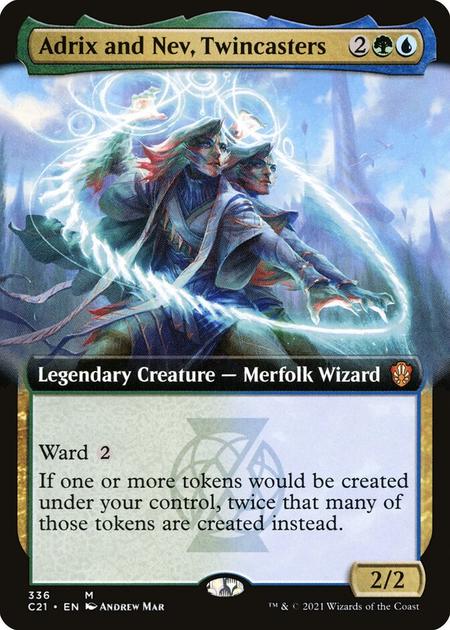 Adrix and Nev, Twincasters 2
Legendary Creature — Merfolk Wizard
Ward 2
If one or more tokens would be created
under your control, twice that many of
those tokens are created instead.
2/2
336 M
C21 • EN Andrew Mar
™ & © 2021 Wizards of the Coast